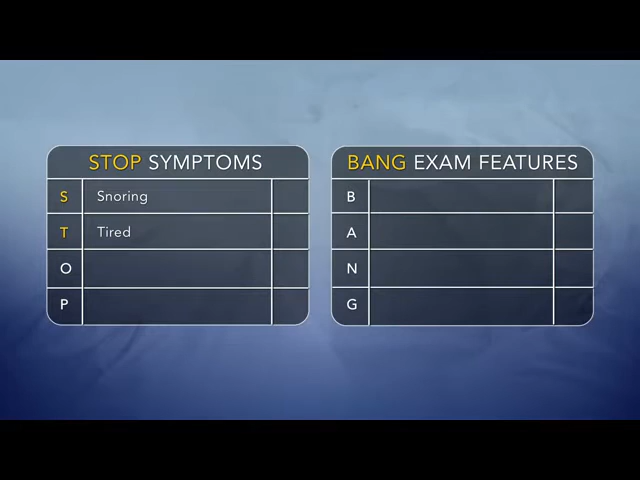 STOP SYMPTOMS
S Snoring
T Tired
O
P
BANG EXAM FEATURES
B
A
N
G